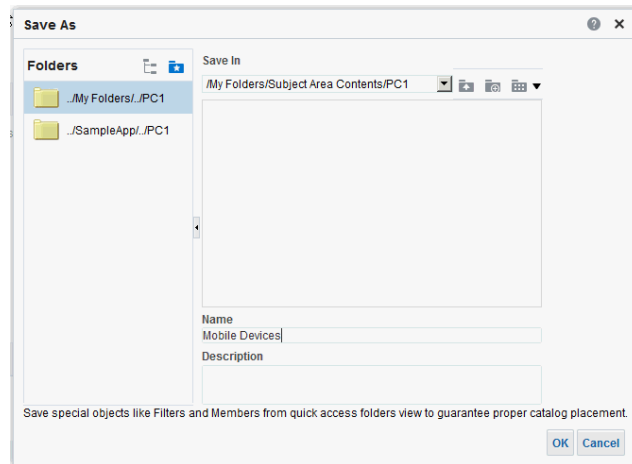 Save As
Folders
../My Folders/../PC1
../SampleApp/../PC1
Save In
/My Folders/Subject Area Contents/PC1
Name
Mobile Devices
Description
Save special objects like Filters and Members from quick access folders view to guarantee proper catalog placement.
OK Cancel